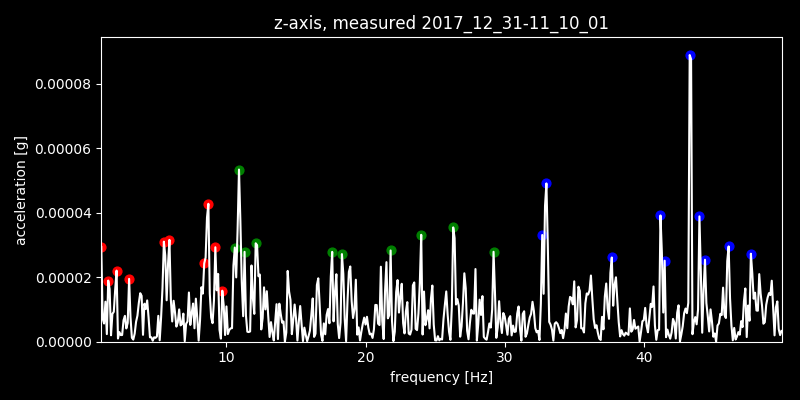 z-axis, measured 2017_12_31-11_10_01
0.00008
0.00006
0.00004
0.00002
0.00000
acceleration [g]
10 20 30 40
frequency [Hz]